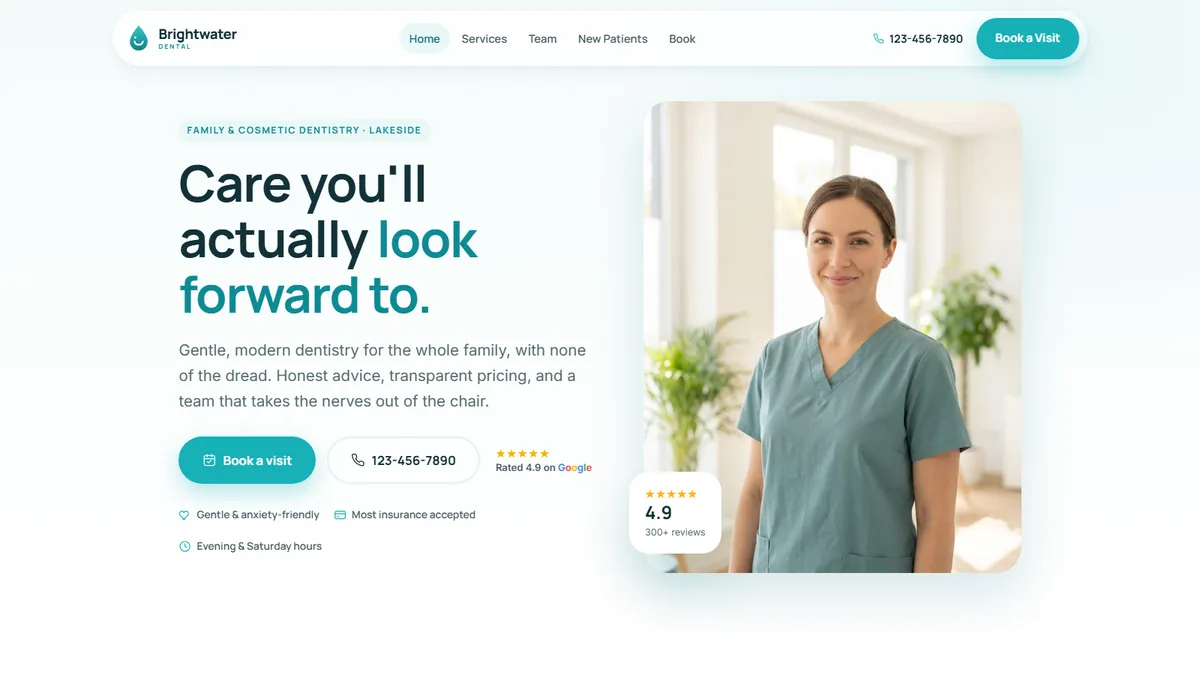 Brightwater
DENTAL
Home
Services
Team
New Patients
Book
123-456-7890
Book a Visit
FAMILY & COSMETIC DENTISTRY · LAKESIDE
Care you'll
actually look
forward to.
Gentle, modern dentistry for the whole family, with none
of the dread. Honest advice, transparent pricing, and a
team that takes the nerves out of the chair.
Book a visit
123-456-7890
Rated 4.9 on Google
Gentle & anxiety-friendly
Most insurance accepted
Evening & Saturday hours
4.9
300+ reviews